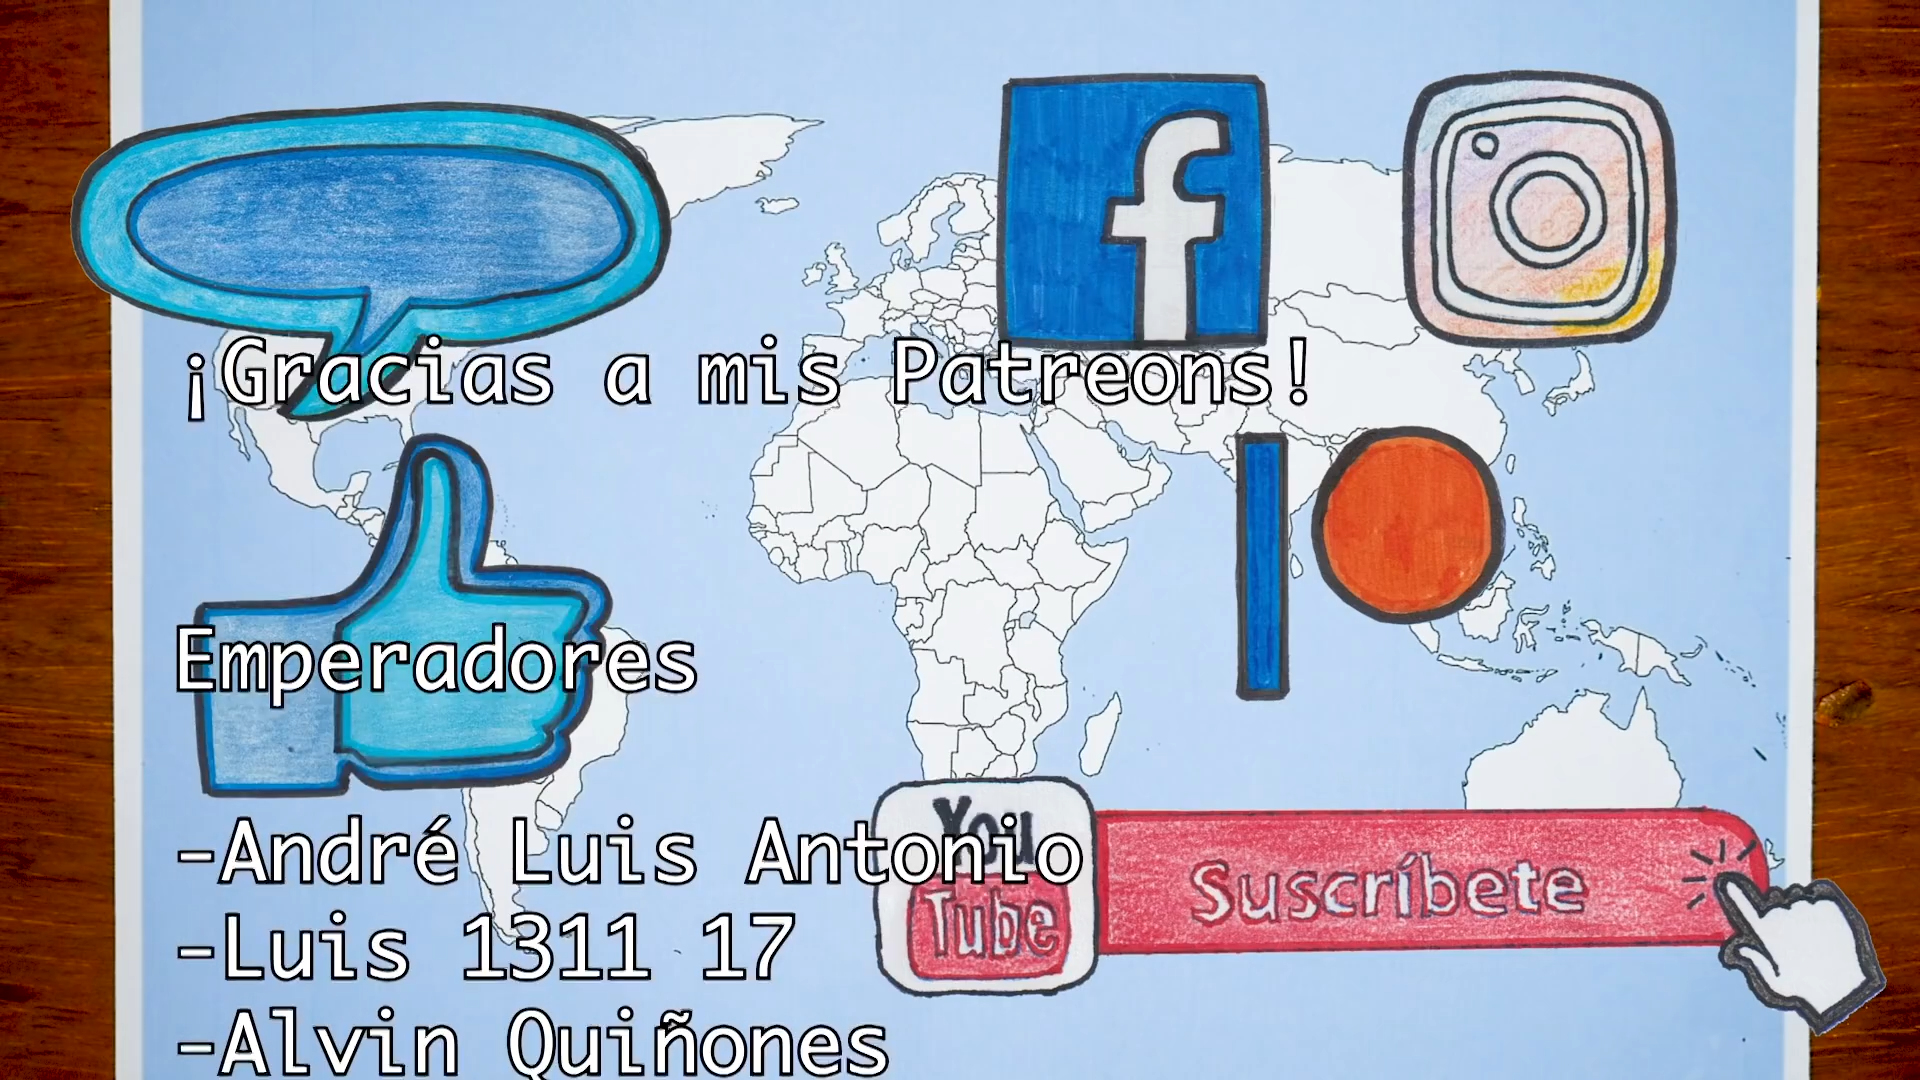 ¡Gracias a mis Patreons!
Emperadores
-André Luis Antonio
-Luis 1311 17
-Alvin Quiñones
You
Tube
Suscríbete